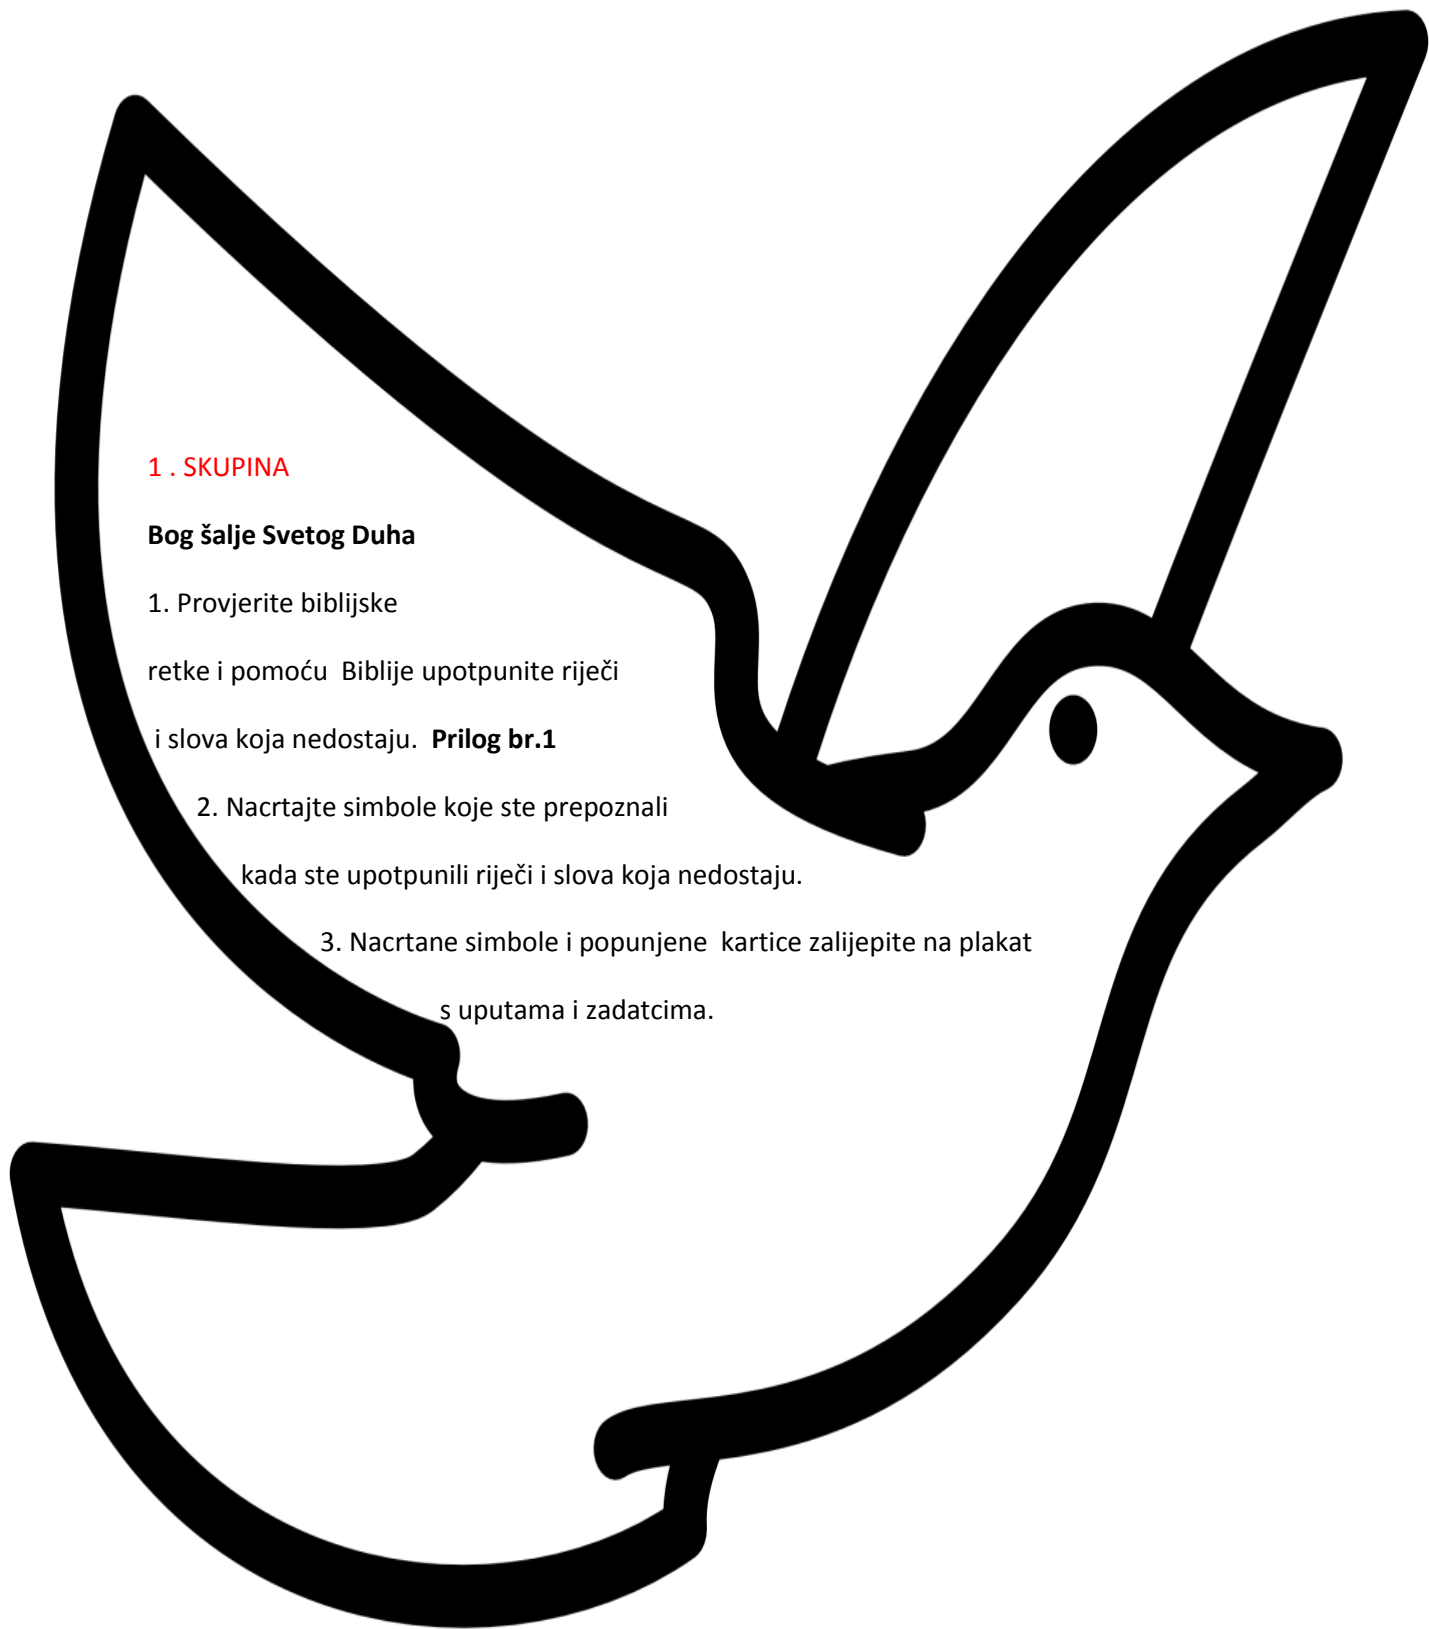 1 . SKUPINA
Bog šalje Svetog Duha
1. Provjerite biblijske
retke i pomoću  Biblije upotpunite riječi
i slova koja nedostaju.  Prilog br.1
2. Nacrtajte simbole koje ste prepoznali
kada ste upotpunili riječi i slova koja nedostaju.
3. Nacrtane simbole i popunjene  kartice zalijepite na plakat
s uputama i zadatcima.